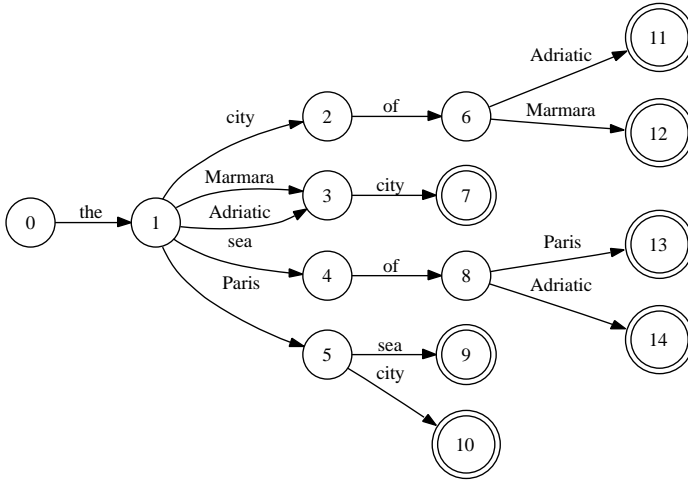 Adriatic
11
city
2
of
6
Marmara
12
Marmara
3
city
7
Adriatic
0
the
1
sea
4
of
8
Paris
13
Adriatic
14
Paris
5
sea
9
city
10